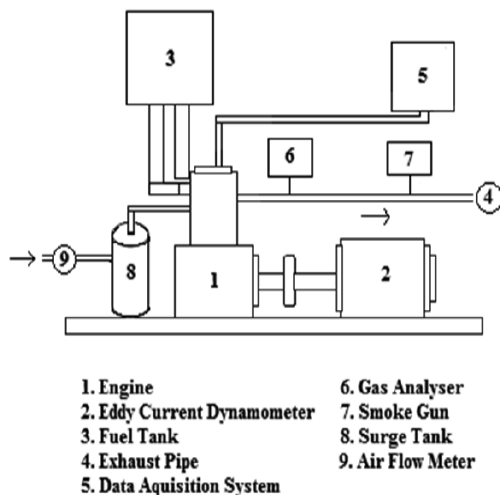 3
5
6
7
4
9
8
1
2
1. Engine
2. Eddy Current Dynamometer
3. Fuel Tank
4. Exhaust Pipe
5. Data Aquisition System
6. Gas Analyser
7. Smoke Gun
8. Surge Tank
9. Air Flow Meter